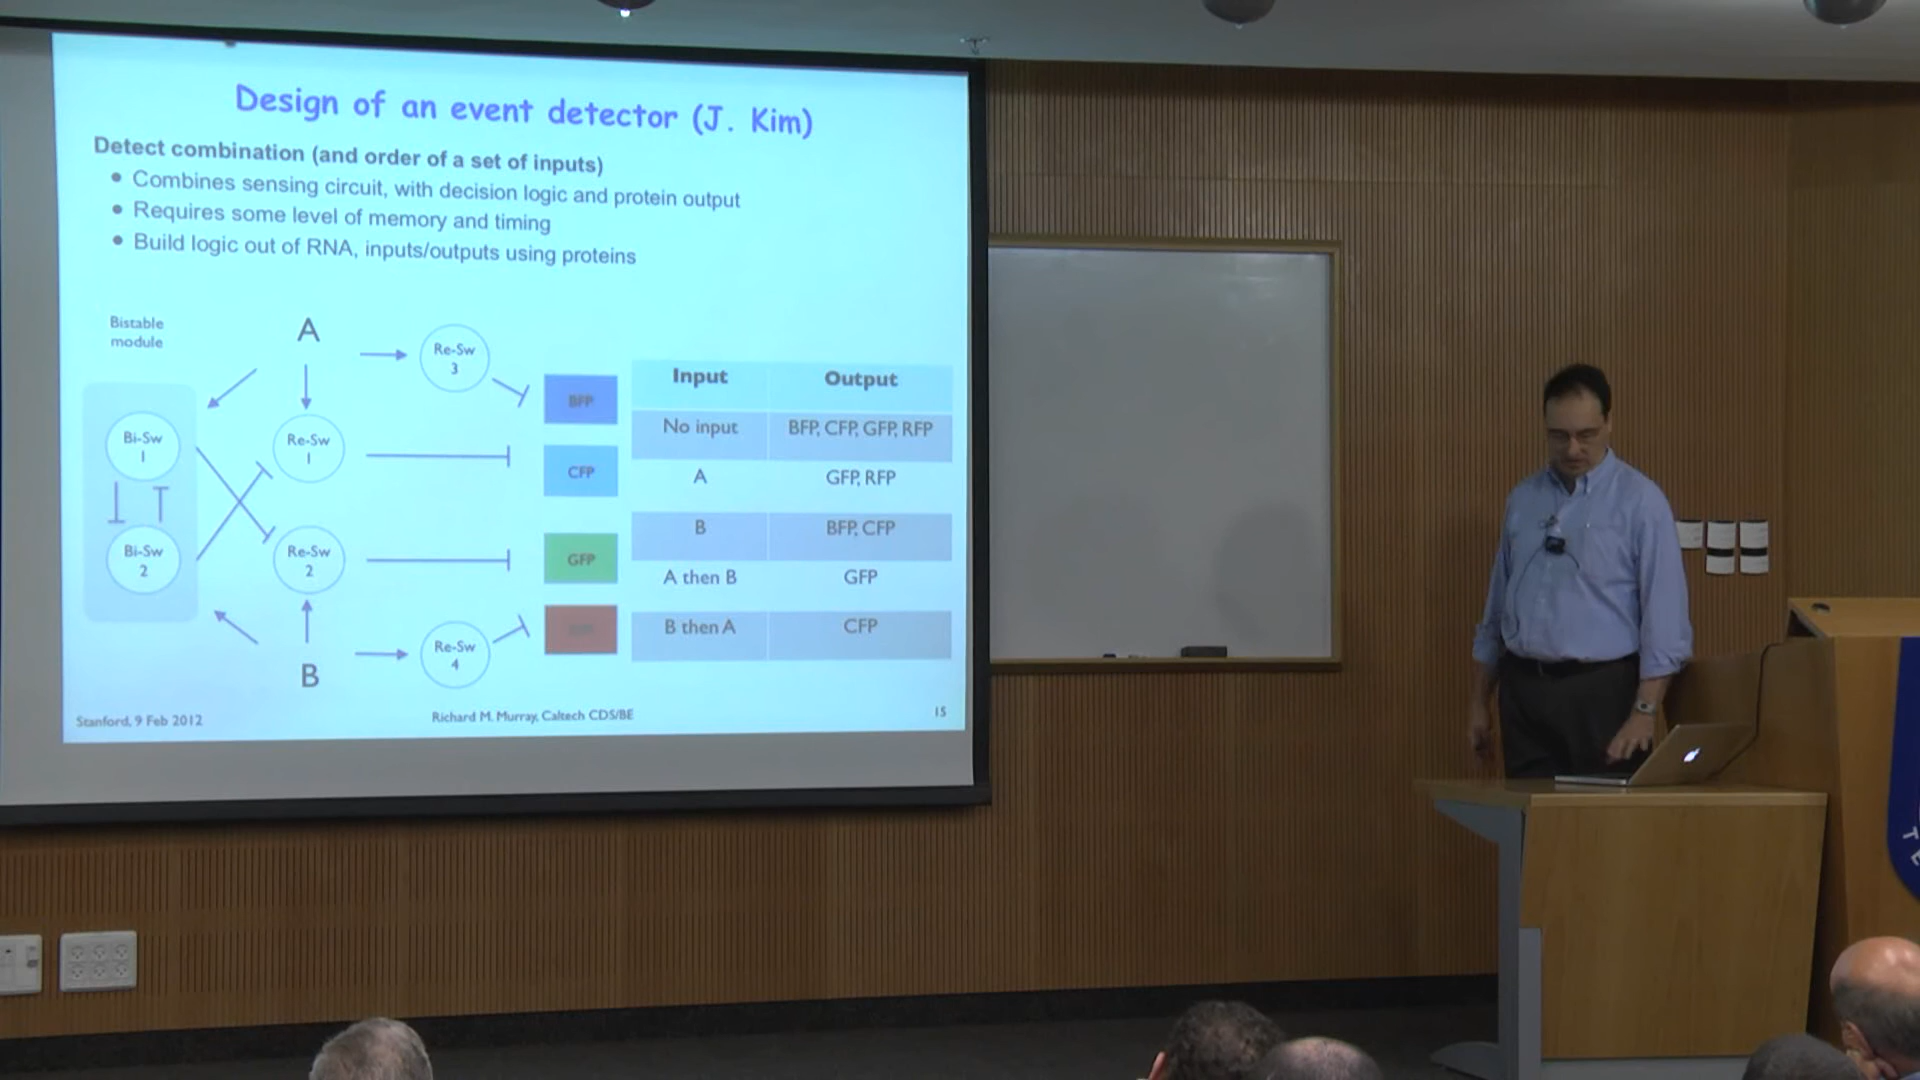 Design of an event detector (J. Kim)
Detect combination (and order of a set of inputs)
• Combines sensing circuit, with decision logic and protein output
• Requires some level of memory and timing
• Build logic out of RNA, inputs/outputs using proteins
Bistable
module
A
Re-Sw
3
Bi-Sw
1
Re-Sw
1
Bi-Sw
2
Re-Sw
2
B
Re-Sw
4
BFP
CFP
GFP
Input Output
No input BFP, CFP, GFP, RFP
A GFP, RFP
B BFP, CFP
A then B GFP
B then A CFP
Stanford, 9 Feb 2012
Richard M. Murray, Caltech CDS/BE
15